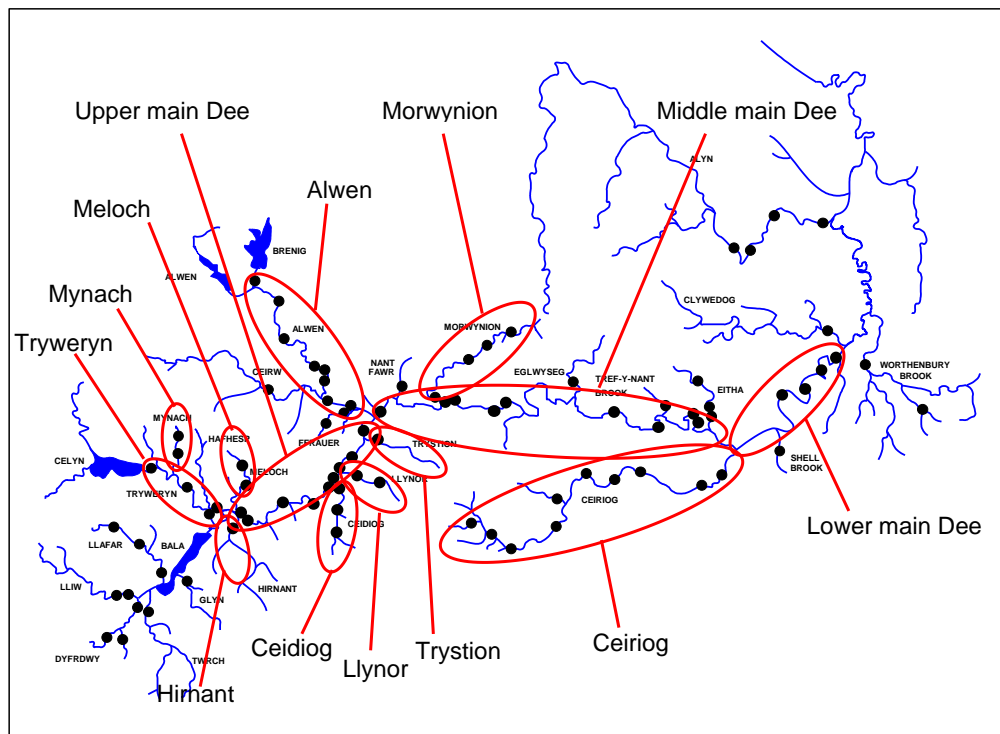 Upper main Dee
Morwynion
Middle main Dee
ALYN
Alwen
Meloch
BRENIG
ALWEN
Mynach
CLYWEDOG
ALWEN
MORWYNION
Tryweryn
NANT
FAWR
EGLWYSEG
CEIRW
TREF-Y-NANT
BROOK
EITHA
WORTHENBURY
BROOK
MYNACH
HAFHESP
FFRAUER
TRYSTION
CELYN
MELOCH
SHELL
BROOK
TRYWERYN
LLYNOR
CEIRIOG
CEIDIOG
Lower main Dee
LLAFAR
BALA
LLIW
GLYN
HIRNANT
DYFRDWY
TWRCH
Ceidiog
Llynor
Trystion
Ceiriog
Hirnant